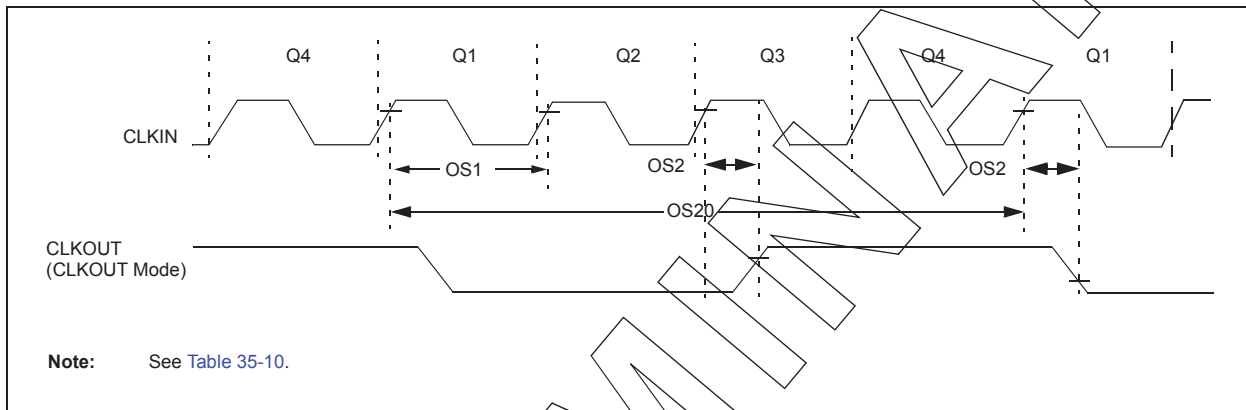 Q4 Q1 Q2 Q3 Q4 Q1
CLKIN
OS1 OS2 OS2
OS20
CLKOUT
(CLKOUT Mode)
Note: See Table 35-10.